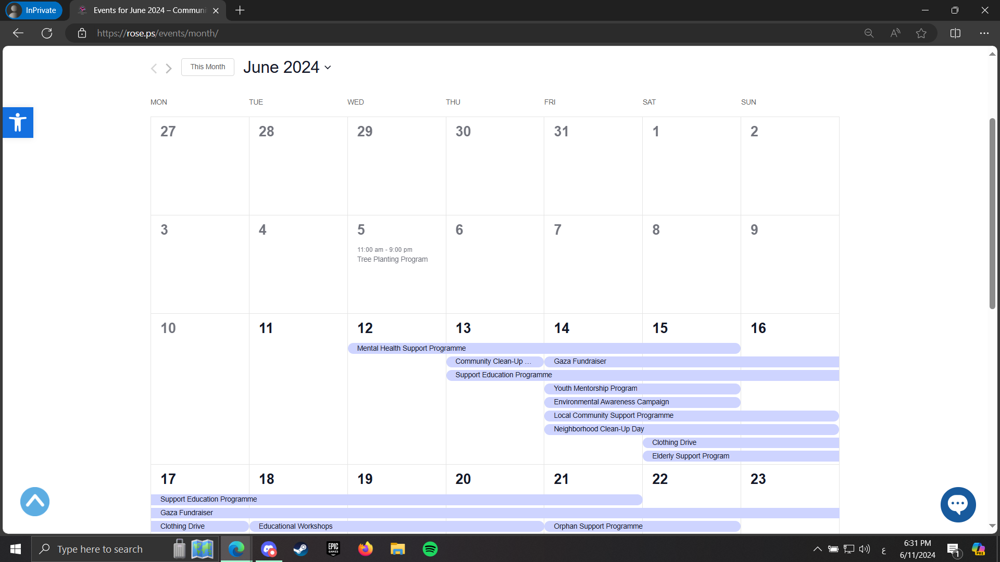 InPrivate
Events for June 2024 – Communi
https://rose.ps/events/month/
This Month
June 2024
MON TUE WED THU FRI SAT SUN
27 28 29 30 31 1 2
3 4 5 6 7 8 9
11:00 am - 9:00 pm
Tree Planting Program
10 11 12 13 14 15 16
Mental Health Support Programme
Community Clean-Up … Gaza Fundraiser
Support Education Programme
Youth Mentorship Program
Environmental Awareness Campaign
Local Community Support Programme
Neighborhood Clean-Up Day
Clothing Drive
Elderly Support Program
17 18 19 20 21 22 23
Support Education Programme
Gaza Fundraiser
Clothing Drive Educational Workshops Orphan Support Programme
Type here to search
EPIC
GAMES
ع
6:31 PM
6/11/2024
1
PRE